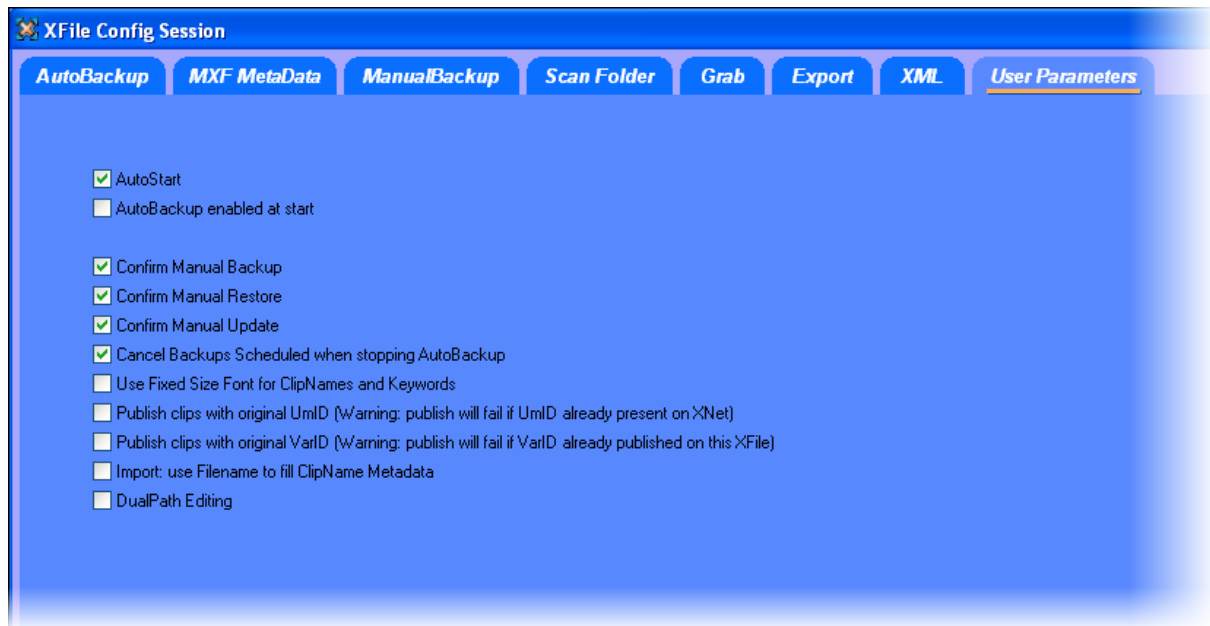 XFile Config Session
AutoBackup MXF MetaData ManualBackup Scan Folder Grab Export XML User Parameters
AutoStart
AutoBackup enabled at start
Confirm Manual Backup
Confirm Manual Restore
Confirm Manual Update
Cancel Backups Scheduled when stopping AutoBackup
Use Fixed Size Font for ClipNames and Keywords
Publish clips with original UmID (Warning: publish will fail if UmID already present on XNet)
Publish clips with original VarID (Warning: publish will fail if VarID already published on this XFile)
Import: use Filename to fill ClipName Metadata
DualPath Editing